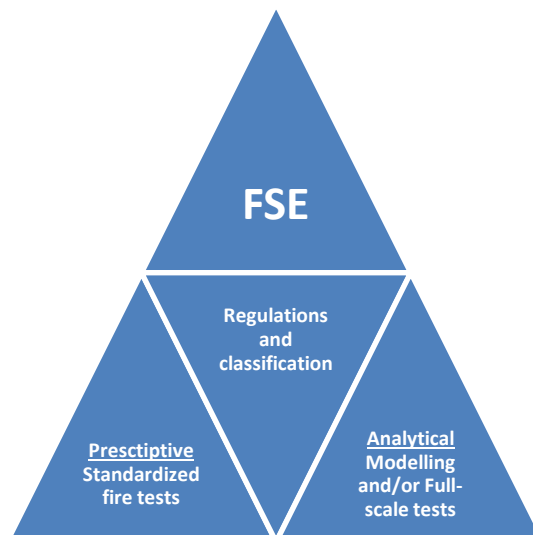 FSE
Regulations
and
classification
Presctiptive
Standardized
fire tests
Analytical
Modelling
and/or Full-
scale tests